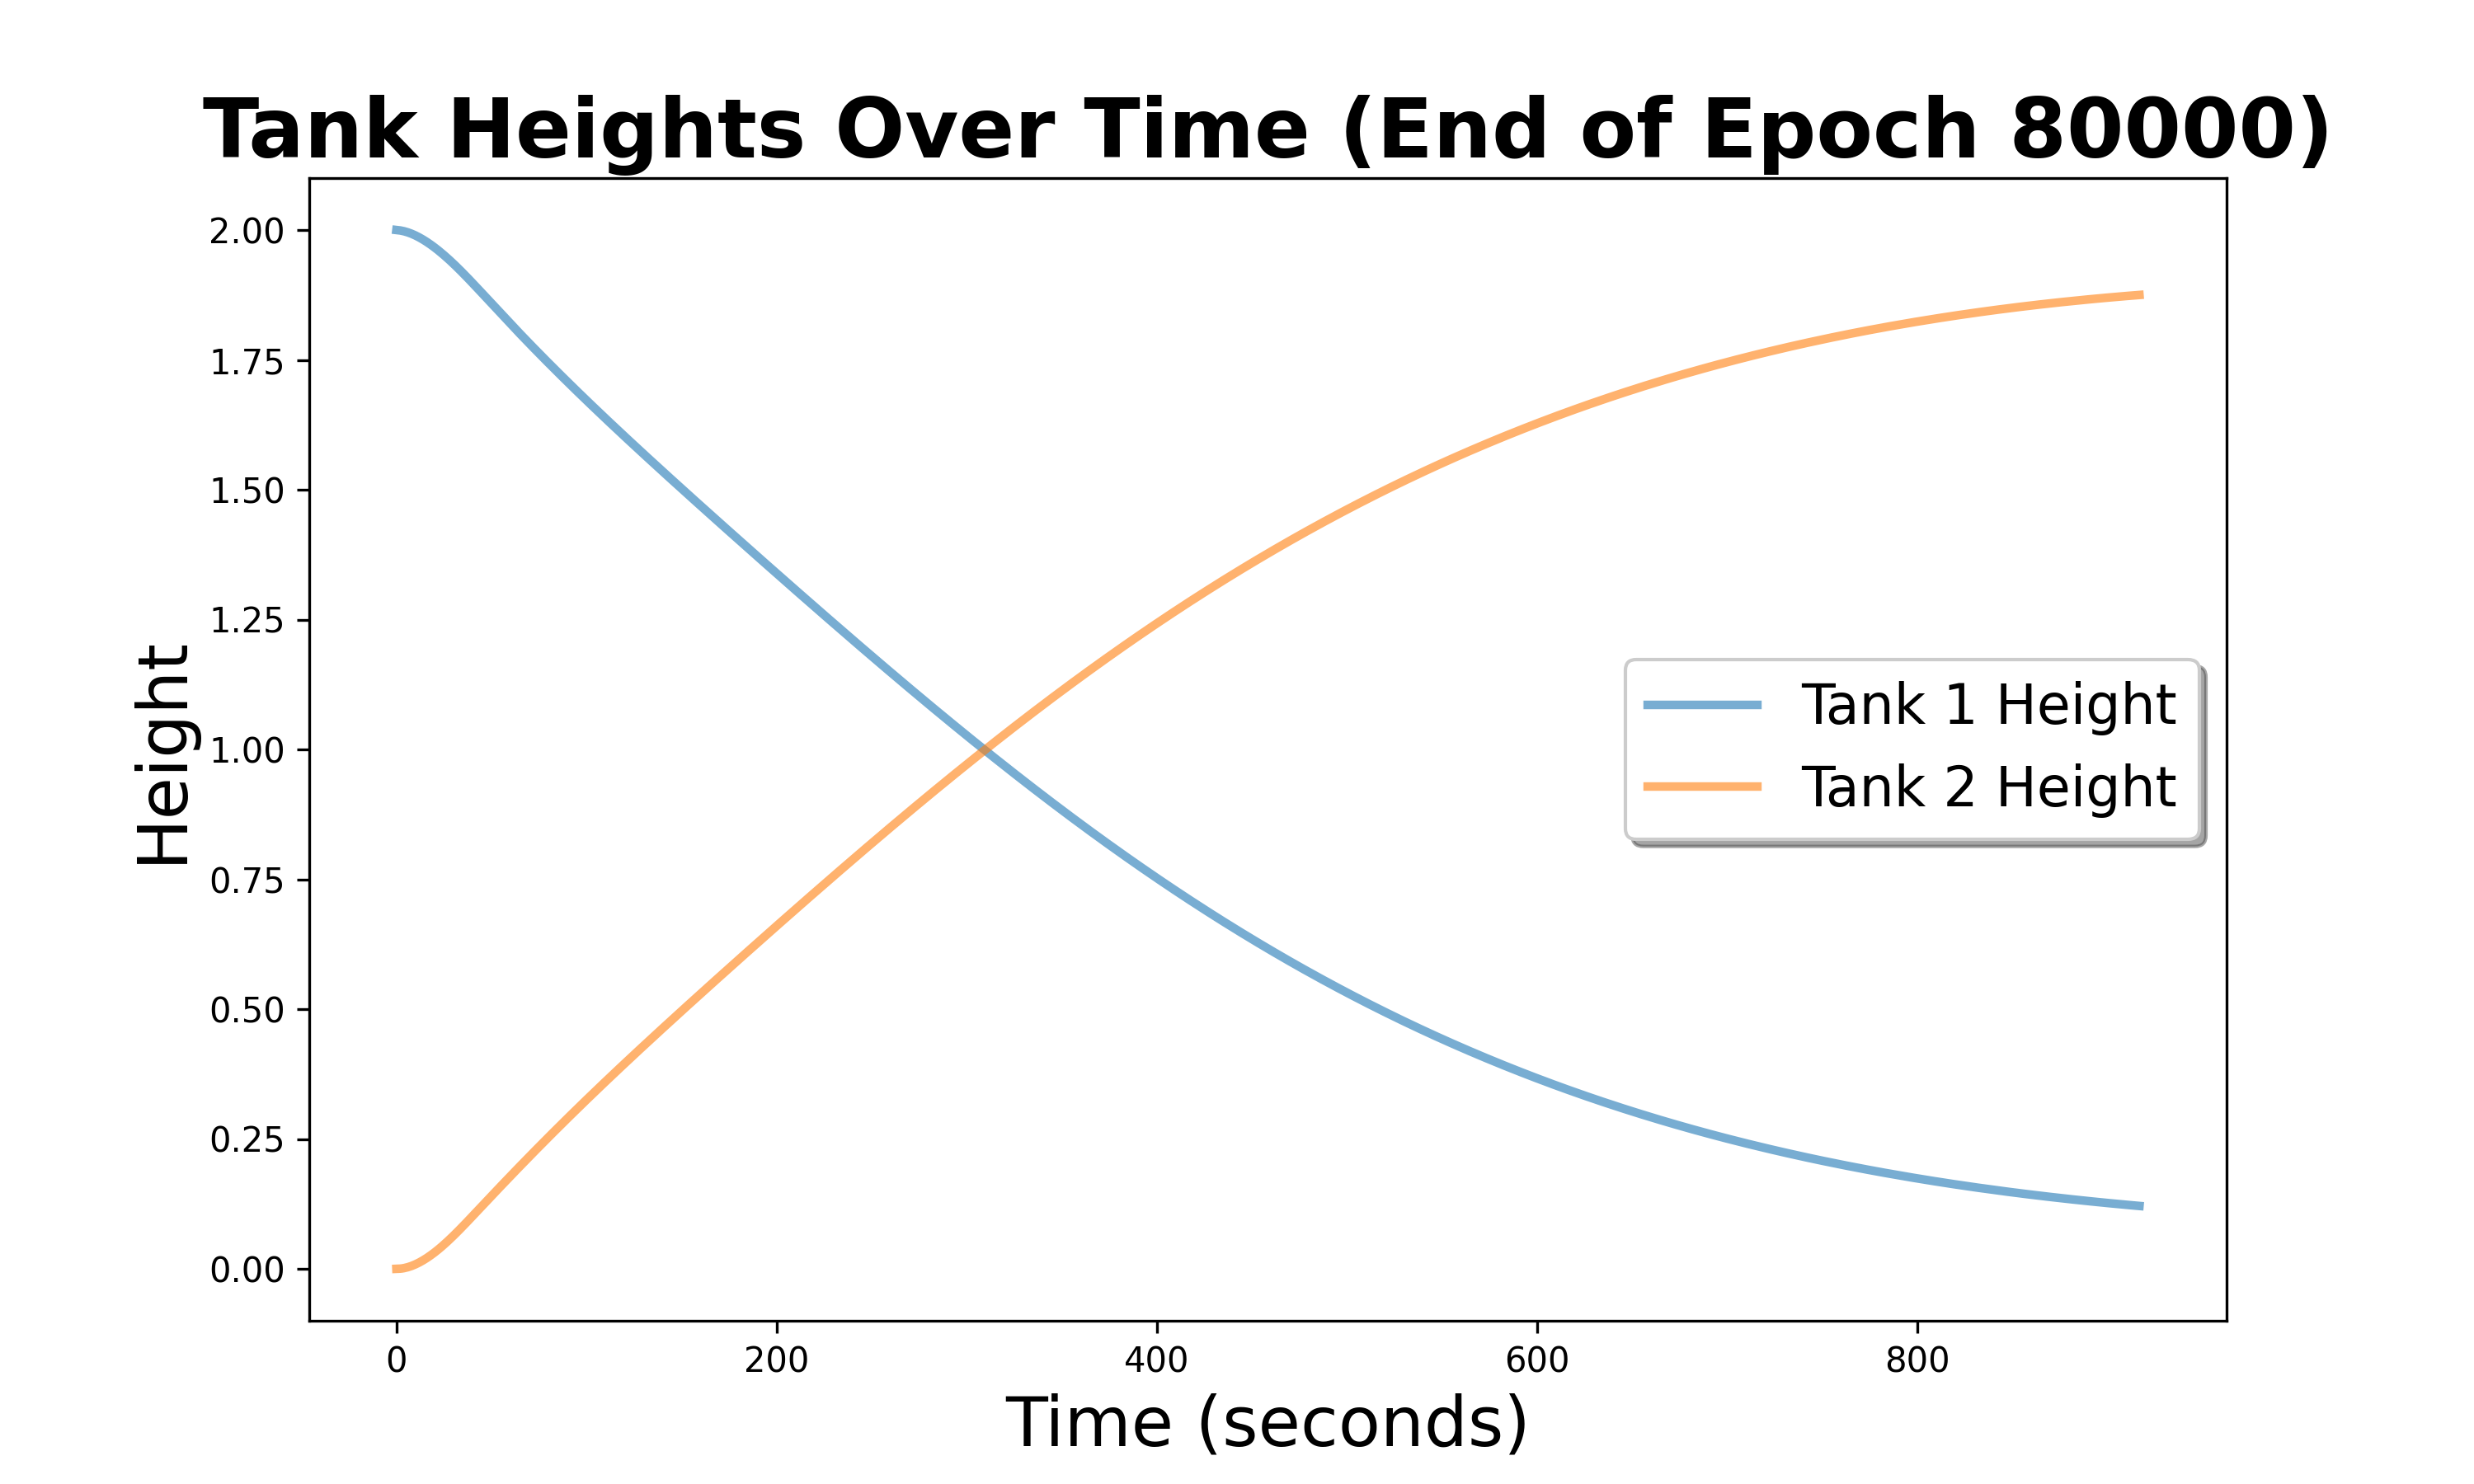 Tank Heights Over Time (End of Epoch 80000)
Height
2.00
1.75
1.50
1.25
1.00
0.75
0.50
0.25
0.00
Tank 1 Height
Tank 2 Height
0 200 400 600 800
Time (seconds)